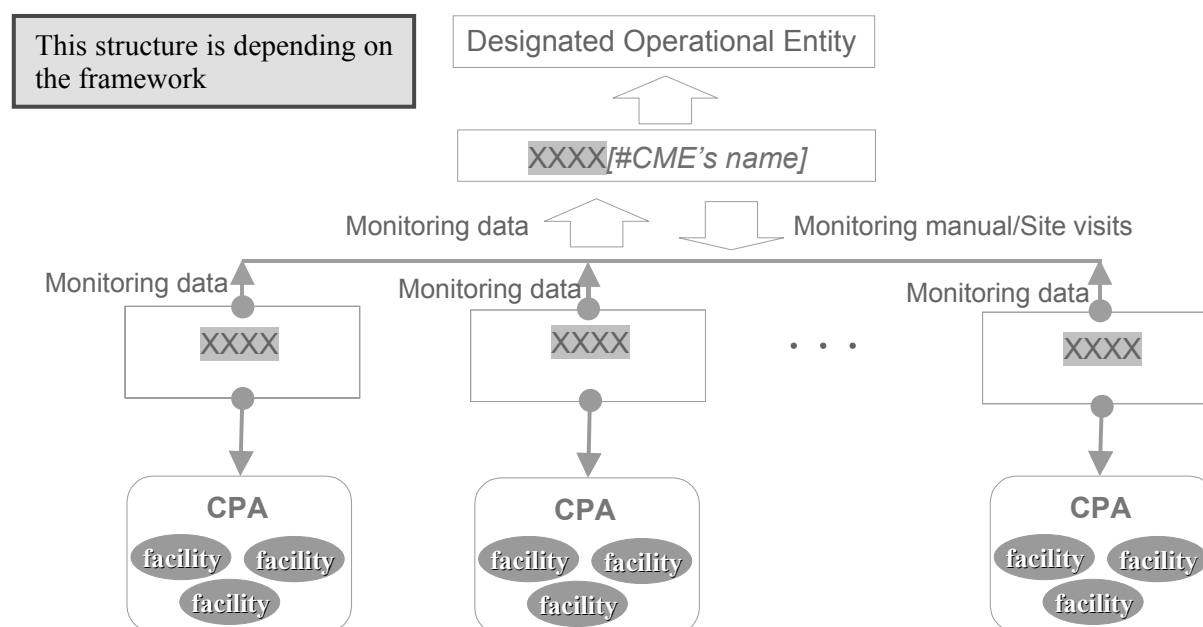 This structure is depending on
the framework
Designated Operational Entity
XXXX[#CME's name]
Monitoring data
Monitoring manual/Site visits
Monitoring data
Monitoring data
Monitoring data
XXXX
XXXX
. . .
XXXX
CPA
CPA
CPA
facility
facility
facility
facility
facility
facility
facility
facility
facility